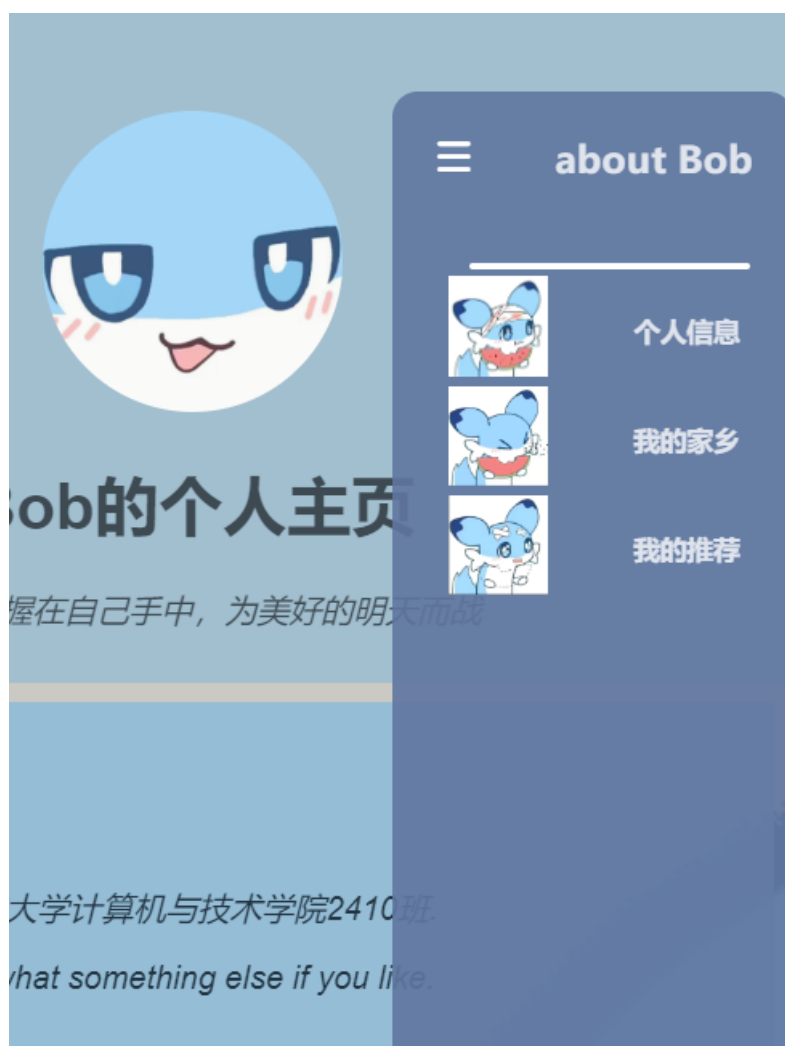 about Bob
个人信息
我的家乡
我的推荐
Bob的个人主页
握在自己手中，为美好的明天而战
大学计算机与技术学院2410班.
what something else if you like.